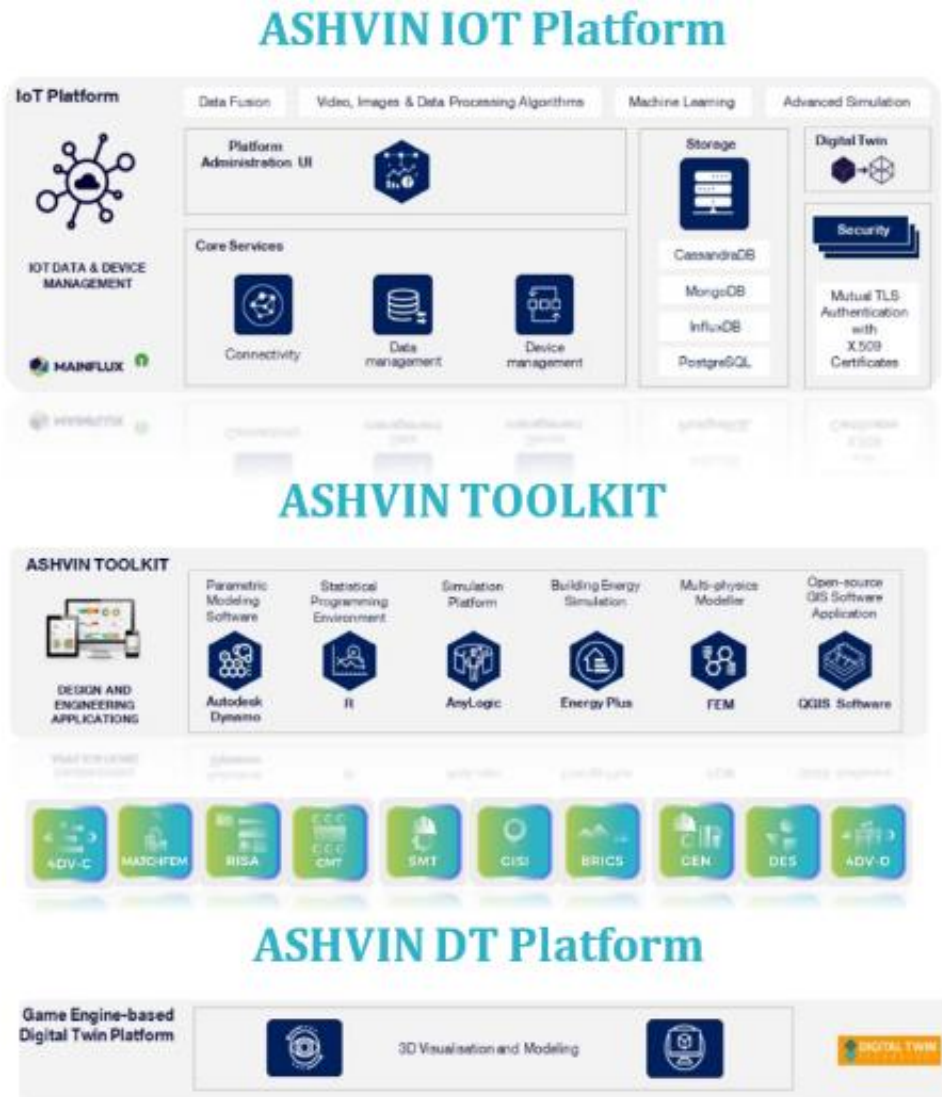 ASHVIN IOT Platform
IoT Platform
Data Fusion
Video, Images & Data Processing Algorithms
Machine Learning
Advanced Simulation
Platform
Administration UI
Storage
Digital Twin
Security
Core Services
IOT DATA & DEVICE
MANAGEMENT
CassandraDB
MongoDB
InfluxDB
PostgreSQL
Mutual TLS
Authentication
with
X.509
Certificates
Connectivity
Data
management
Device
management
MAINFLUX
ASHVIN TOOLKIT
ASHVIN TOOLKIT
Parametric
Modeling
Software
Statistical
Programming
Environment
Simulation
Platform
Building Energy
Simulation
Multi-physics
Modeller
Open-source
GIS Software
Application
DESIGN AND
ENGINEERING
APPLICATIONS
Autodesk
Dynamo
R
AnyLogic
Energy Plus
FEM
QGIS Software
4DV-C
MATCHFEM
RISA
CMT
SMT
GISI
BRICS
GEN
DES
4DV-D
ASHVIN DT Platform
Game Engine-based
Digital Twin Platform
3D Visualisation and Modeling
DIGITAL TWIN